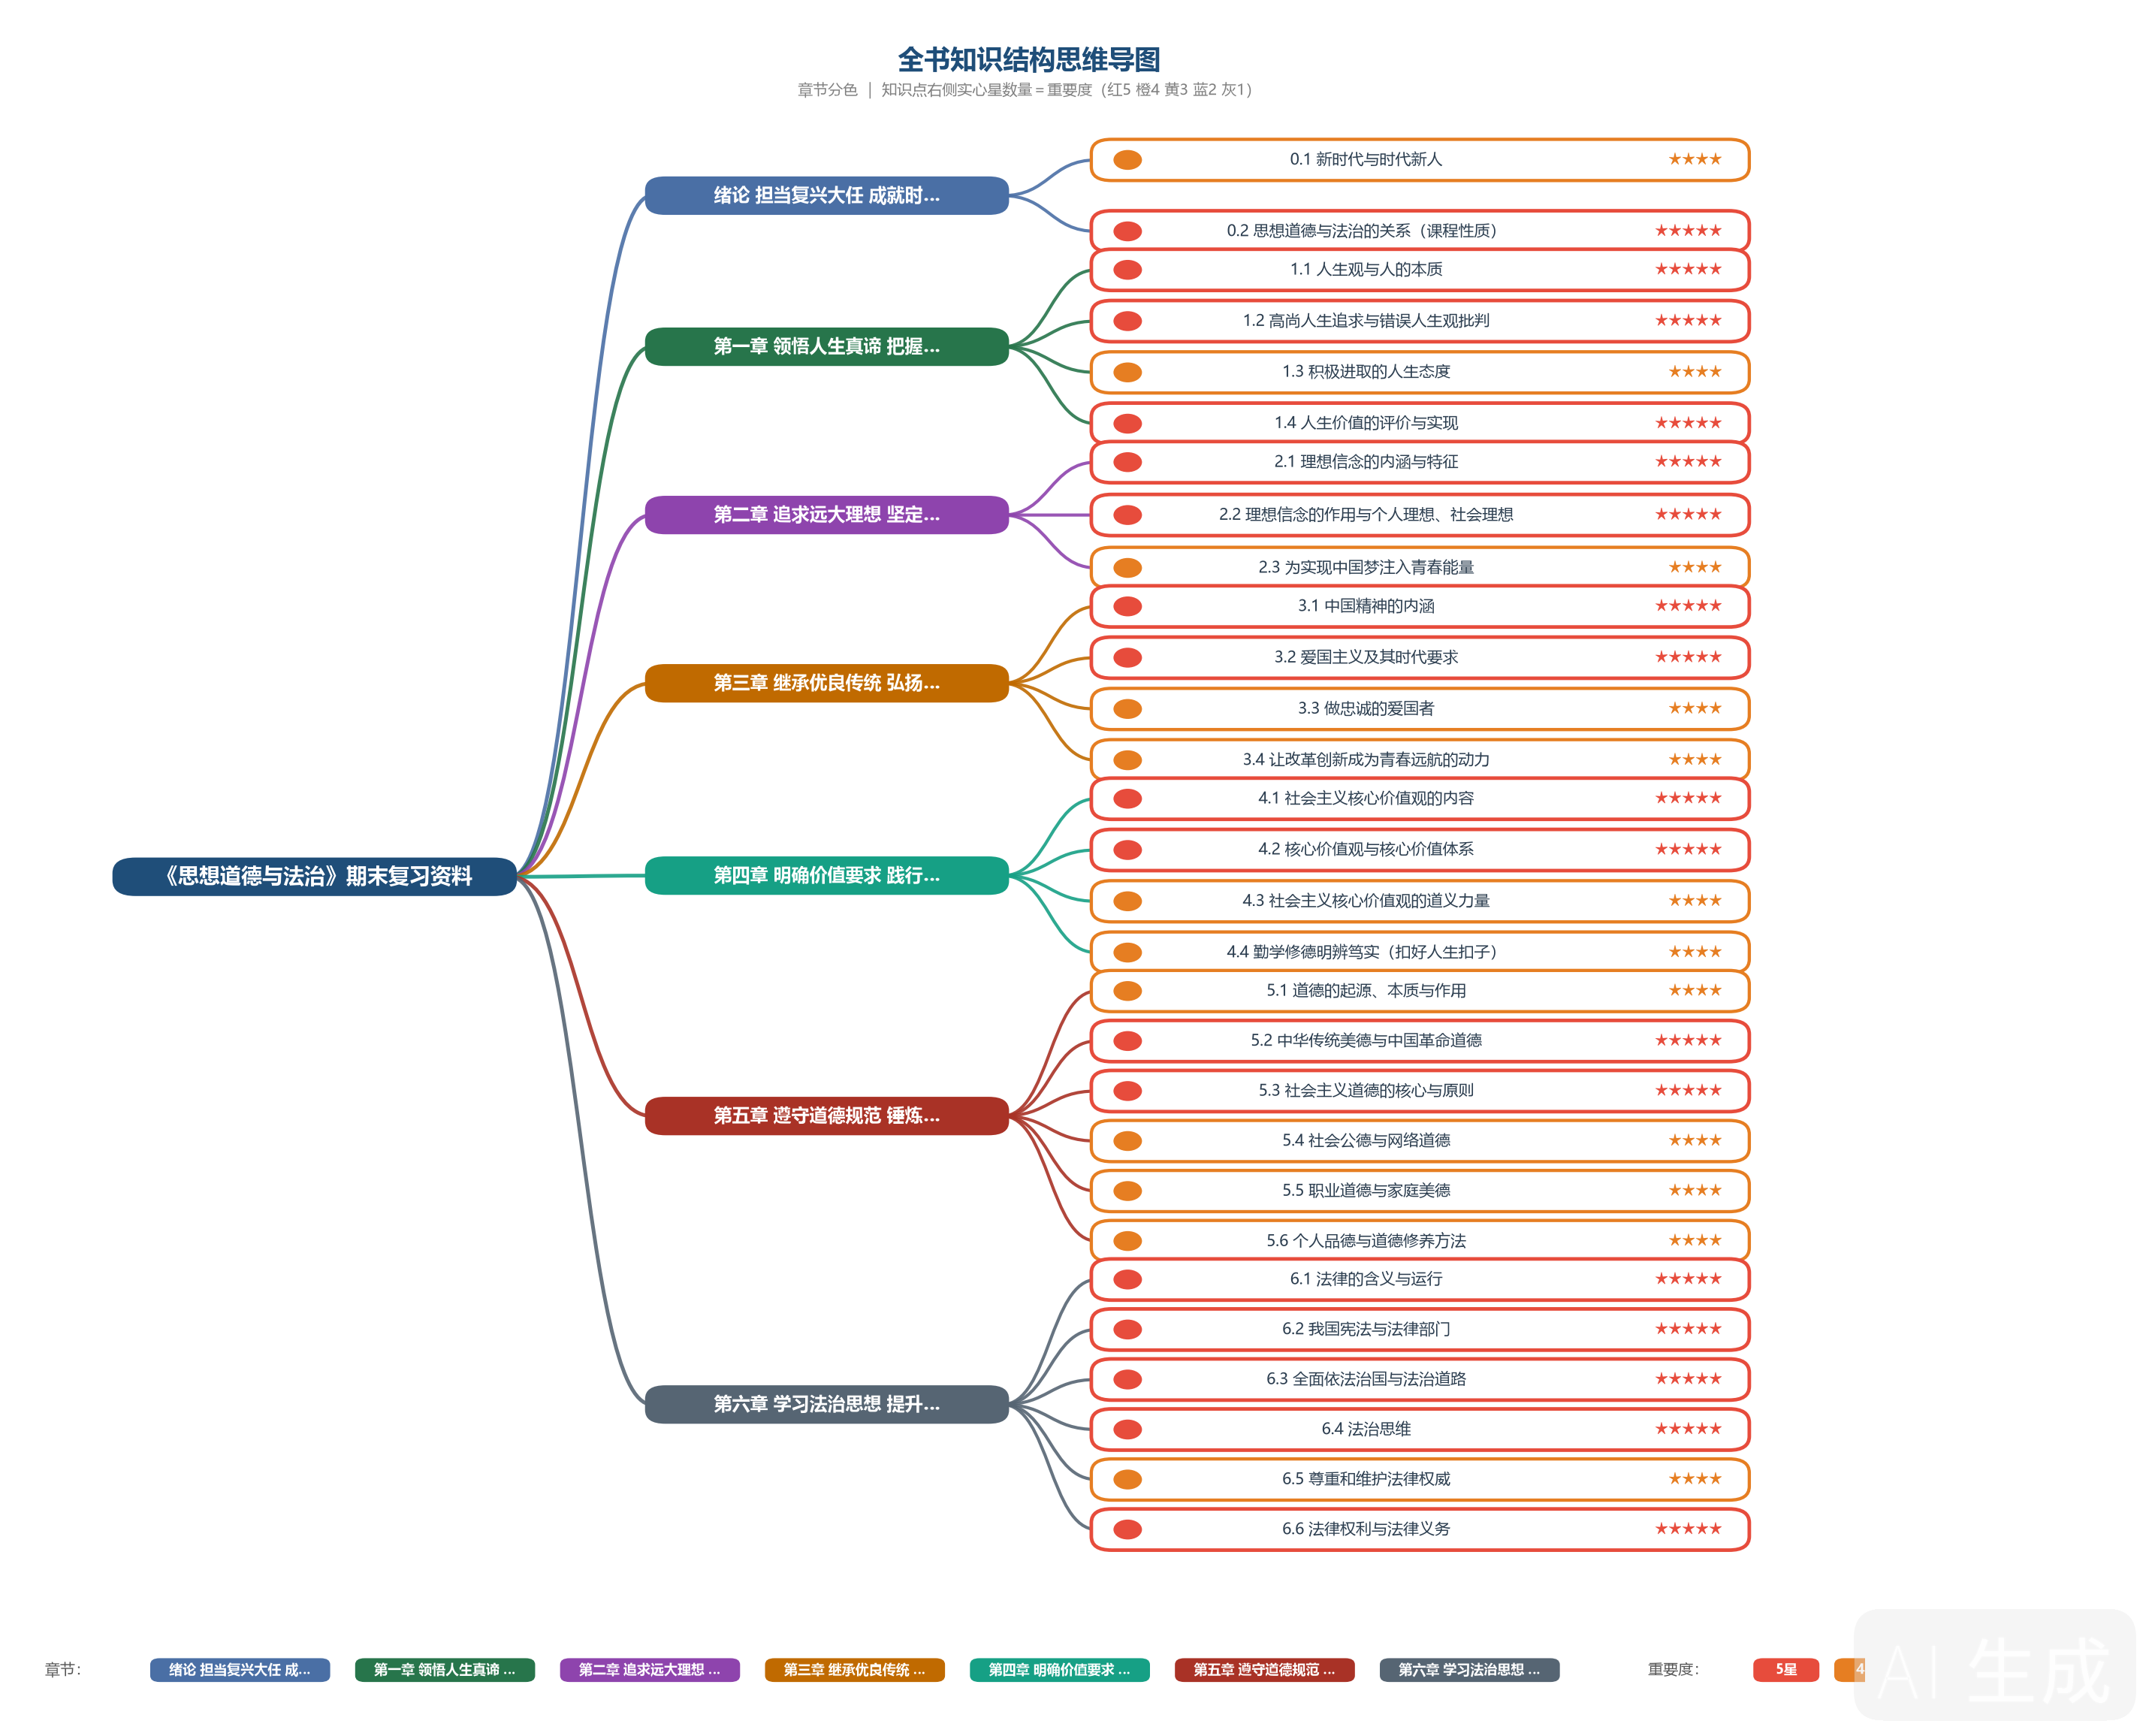 全书知识结构思维导图
章节分色 | 知识点右侧实心星数量=重要度 (红5 橙4 黄3 蓝2 灰1)
《思想道德与法治》期末复习资料
绪论 担当复兴大任 成就时...
0.1 新时代与时代新人 ★★★★
0.2 思想道德与法治的关系（课程性质） ★★★★★
第一章 领悟人生真谛 把握...
1.1 人生观与人的本质 ★★★★★
1.2 高尚人生追求与错误人生观批判 ★★★★★
1.3 积极进取的人生态度 ★★★★
1.4 人生价值的评价与实现 ★★★★★
第二章 追求远大理想 坚定...
2.1 理想信念的内涵与特征 ★★★★★
2.2 理想信念的作用与个人理想、社会理想 ★★★★★
2.3 为实现中国梦注入青春能量 ★★★★
第三章 继承优良传统 弘扬...
3.1 中国精神的内涵 ★★★★★
3.2 爱国主义及其时代要求 ★★★★★
3.3 做忠诚的爱国者 ★★★★
3.4 让改革创新成为青春远航的动力 ★★★★
第四章 明确价值要求 践行...
4.1 社会主义核心价值观的内容 ★★★★★
4.2 核心价值观与核心价值体系 ★★★★★
4.3 社会主义核心价值观的道义力量 ★★★★
4.4 勤学修德明辨笃实（扣好人生扣子） ★★★★
第五章 遵守道德规范 锤炼...
5.1 道德的起源、本质与作用 ★★★★
5.2 中华传统美德与中国革命道德 ★★★★★
5.3 社会主义道德的核心与原则 ★★★★★
5.4 社会公德与网络道德 ★★★★
5.5 职业道德与家庭美德 ★★★★
5.6 个人品德与道德修养方法 ★★★★
第六章 学习法治思想 提升...
6.1 法律的含义与运行 ★★★★★
6.2 我国宪法与法律部门 ★★★★★
6.3 全面依法治国与法治道路 ★★★★★
6.4 法治思维 ★★★★★
6.5 尊重和维护法律权威 ★★★★
6.6 法律权利与法律义务 ★★★★★
章节： 绪论 担当复兴大任 成... 第一章 领悟人生真谛 ... 第二章 追求远大理想 ... 第三章 继承优良传统 ... 第四章 明确价值要求 ... 第五章 遵守道德规范 ... 第六章 学习法治思想 ... 重要度： 5星 4
AI 生成